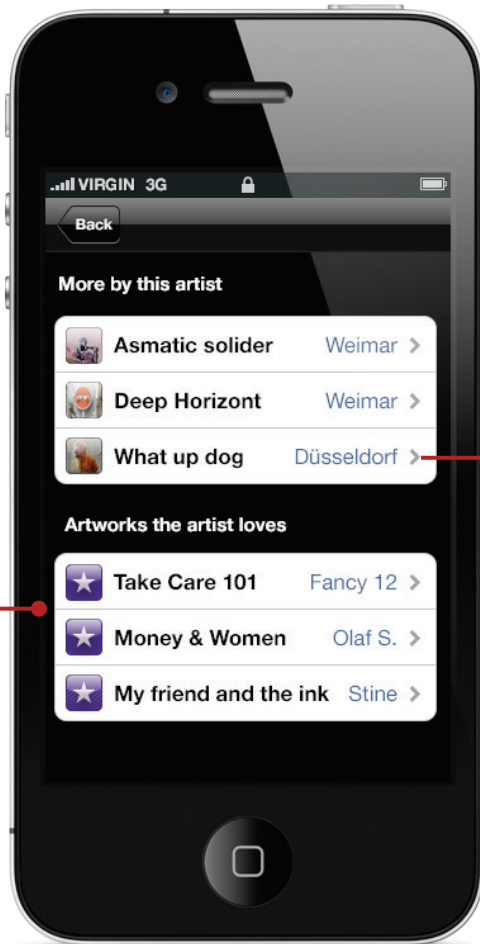 VIRGIN 3G
Back
More by this artist
Asmatic solider Weimar
Deep Horizont Weimar
What up dog Düsseldorf
Artworks the artist loves
Take Care 101 Fancy 12
Money & Women Olaf S.
My friend and the ink Stine